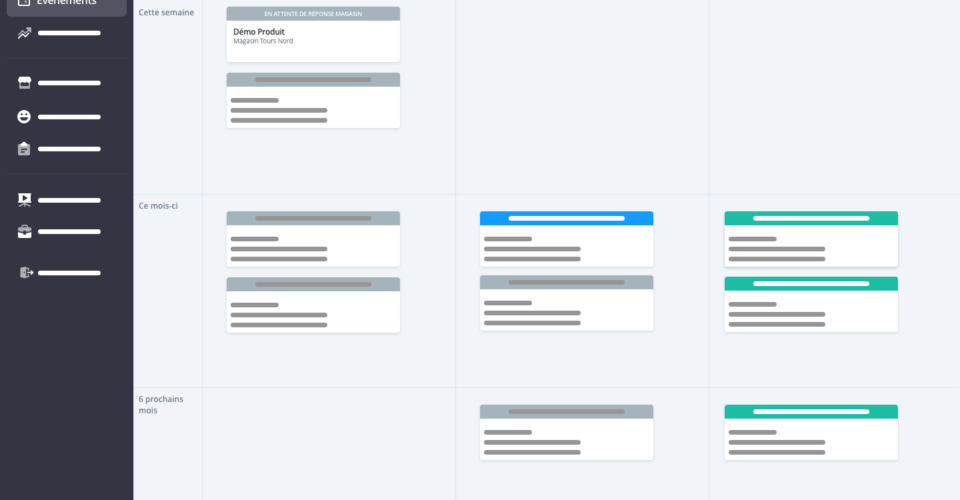 Événements
Cette semaine
EN ATTENTE DE RÉPONSE MAGASIN
Démo Produit
Magasin Tours Nord
Ce mois-ci
6 prochains
mois